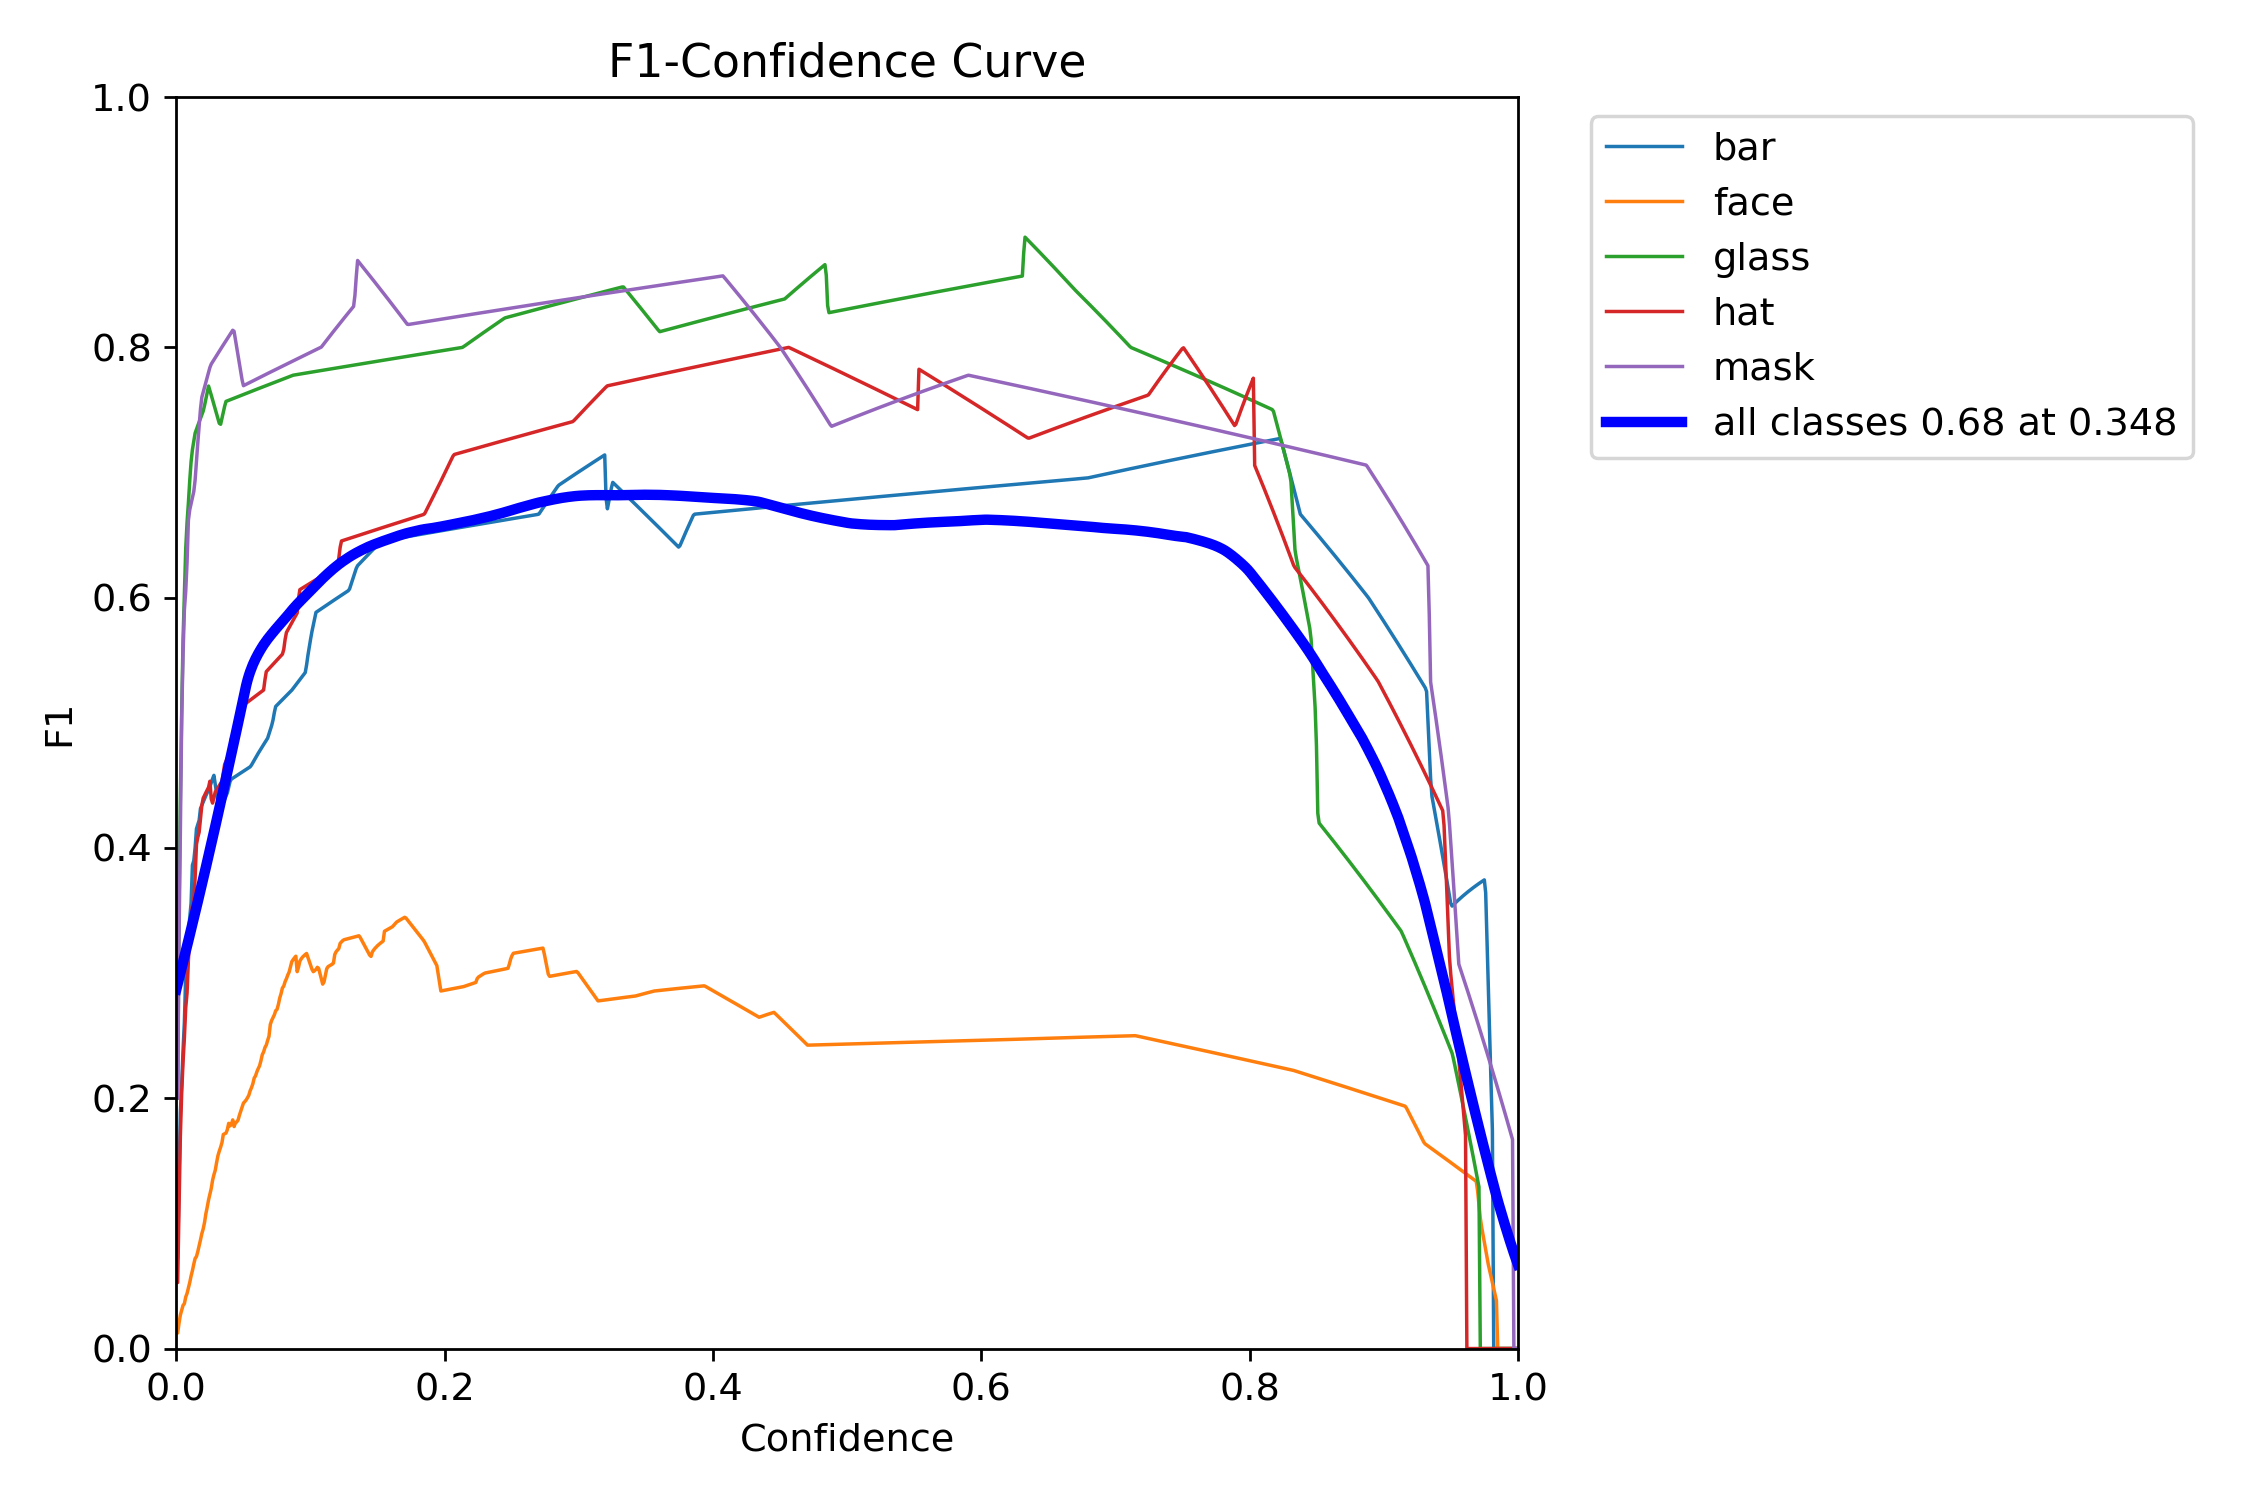 F1-Confidence Curve
1.0
0.8
0.6
0.4
0.2
0.0
F1
0.0 0.2 0.4 0.6 0.8 1.0
Confidence
bar
face
glass
hat
mask
all classes 0.68 at 0.348